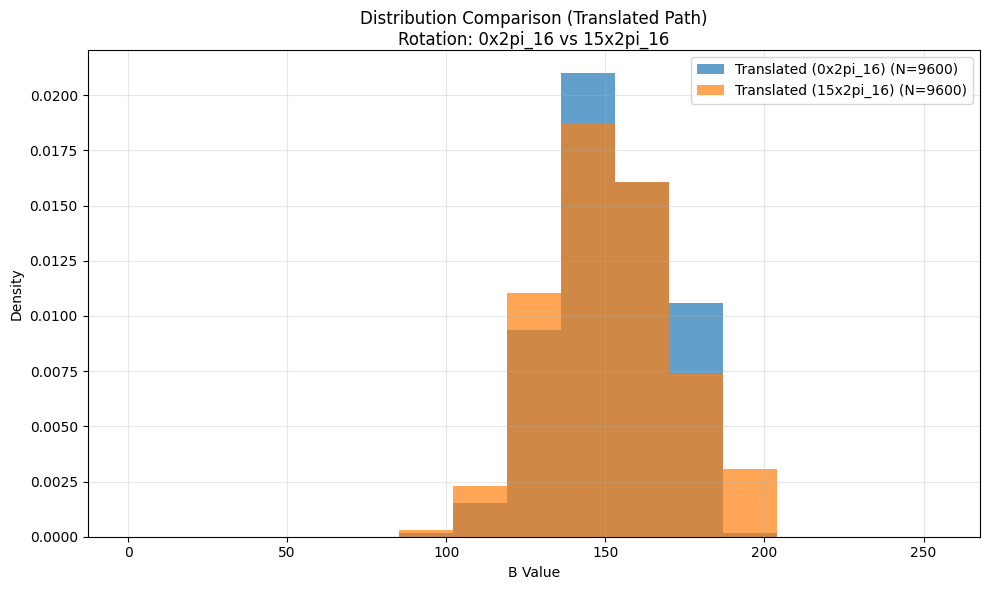 Distribution Comparison (Translated Path)
Rotation: 0x2pi_16 vs 15x2pi_16
Translated (0x2pi_16) (N=9600)
Translated (15x2pi_16) (N=9600)
Density
0.0200
0.0175
0.0150
0.0125
0.0100
0.0075
0.0050
0.0025
0.0000
0 50 100 150 200 250
B Value